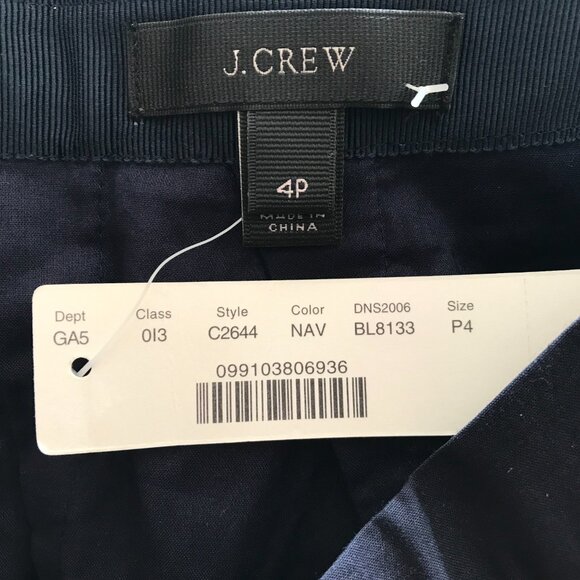 J.CREW
4P
MADE IN
CHINA
Dept Class Style Color DNS2006 Size
GA5 0I3 C2644 NAV BL8133 P4
099103806936